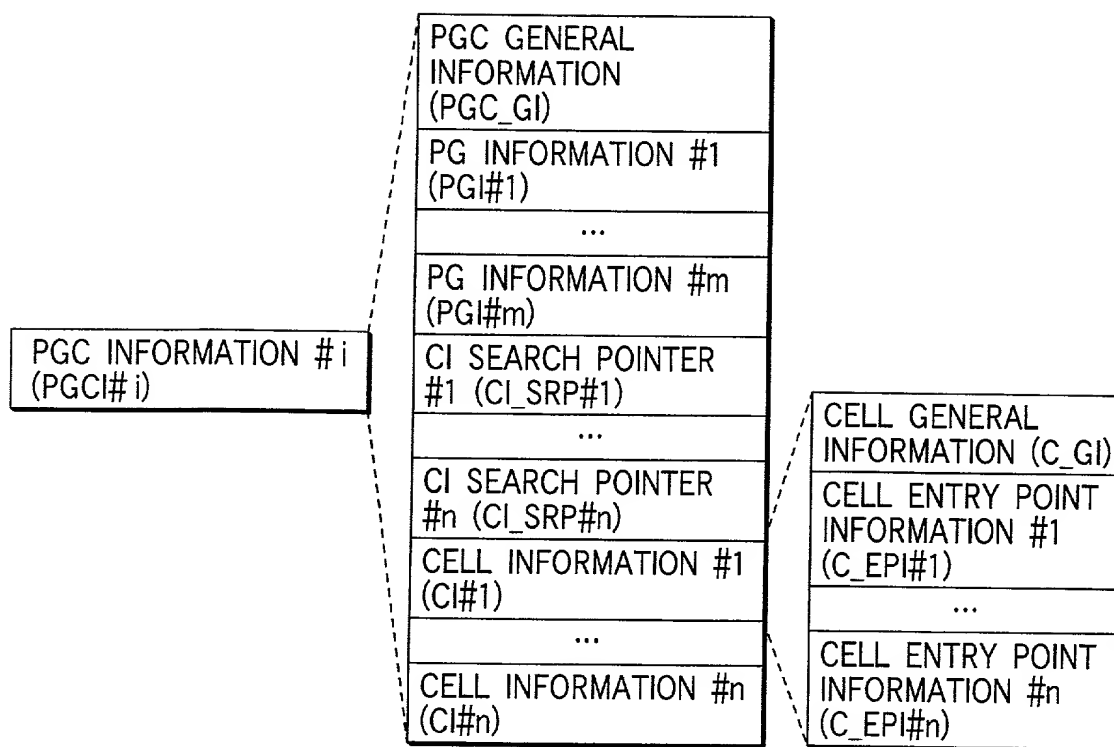 PGC INFORMATION #i
(PGCI#i)
PGC GENERAL
INFORMATION
(PGC_GI)
PG INFORMATION #1
(PGI#1)
...
PG INFORMATION #m
(PGI#m)
CI SEARCH POINTER
#1 (CI_SRP#1)
...
CI SEARCH POINTER
#n (CI_SRP#n)
CELL INFORMATION #1
(CI#1)
...
CELL INFORMATION #n
(CI#n)
CELL GENERAL
INFORMATION (C_GI)
CELL ENTRY POINT
INFORMATION #1
(C_EPI#1)
...
CELL ENTRY POINT
INFORMATION #n
(C_EPI#n)